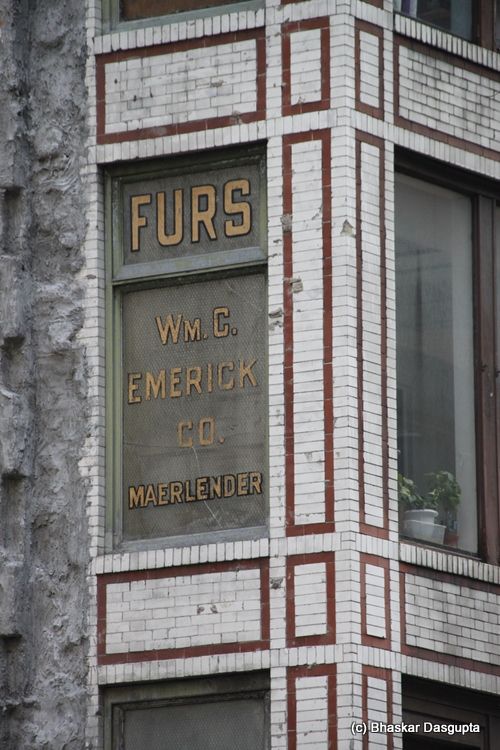 FURS
WM. C.
EMERICK
CO.
MAERLENDER
(c) Bhaskar Dasgupta